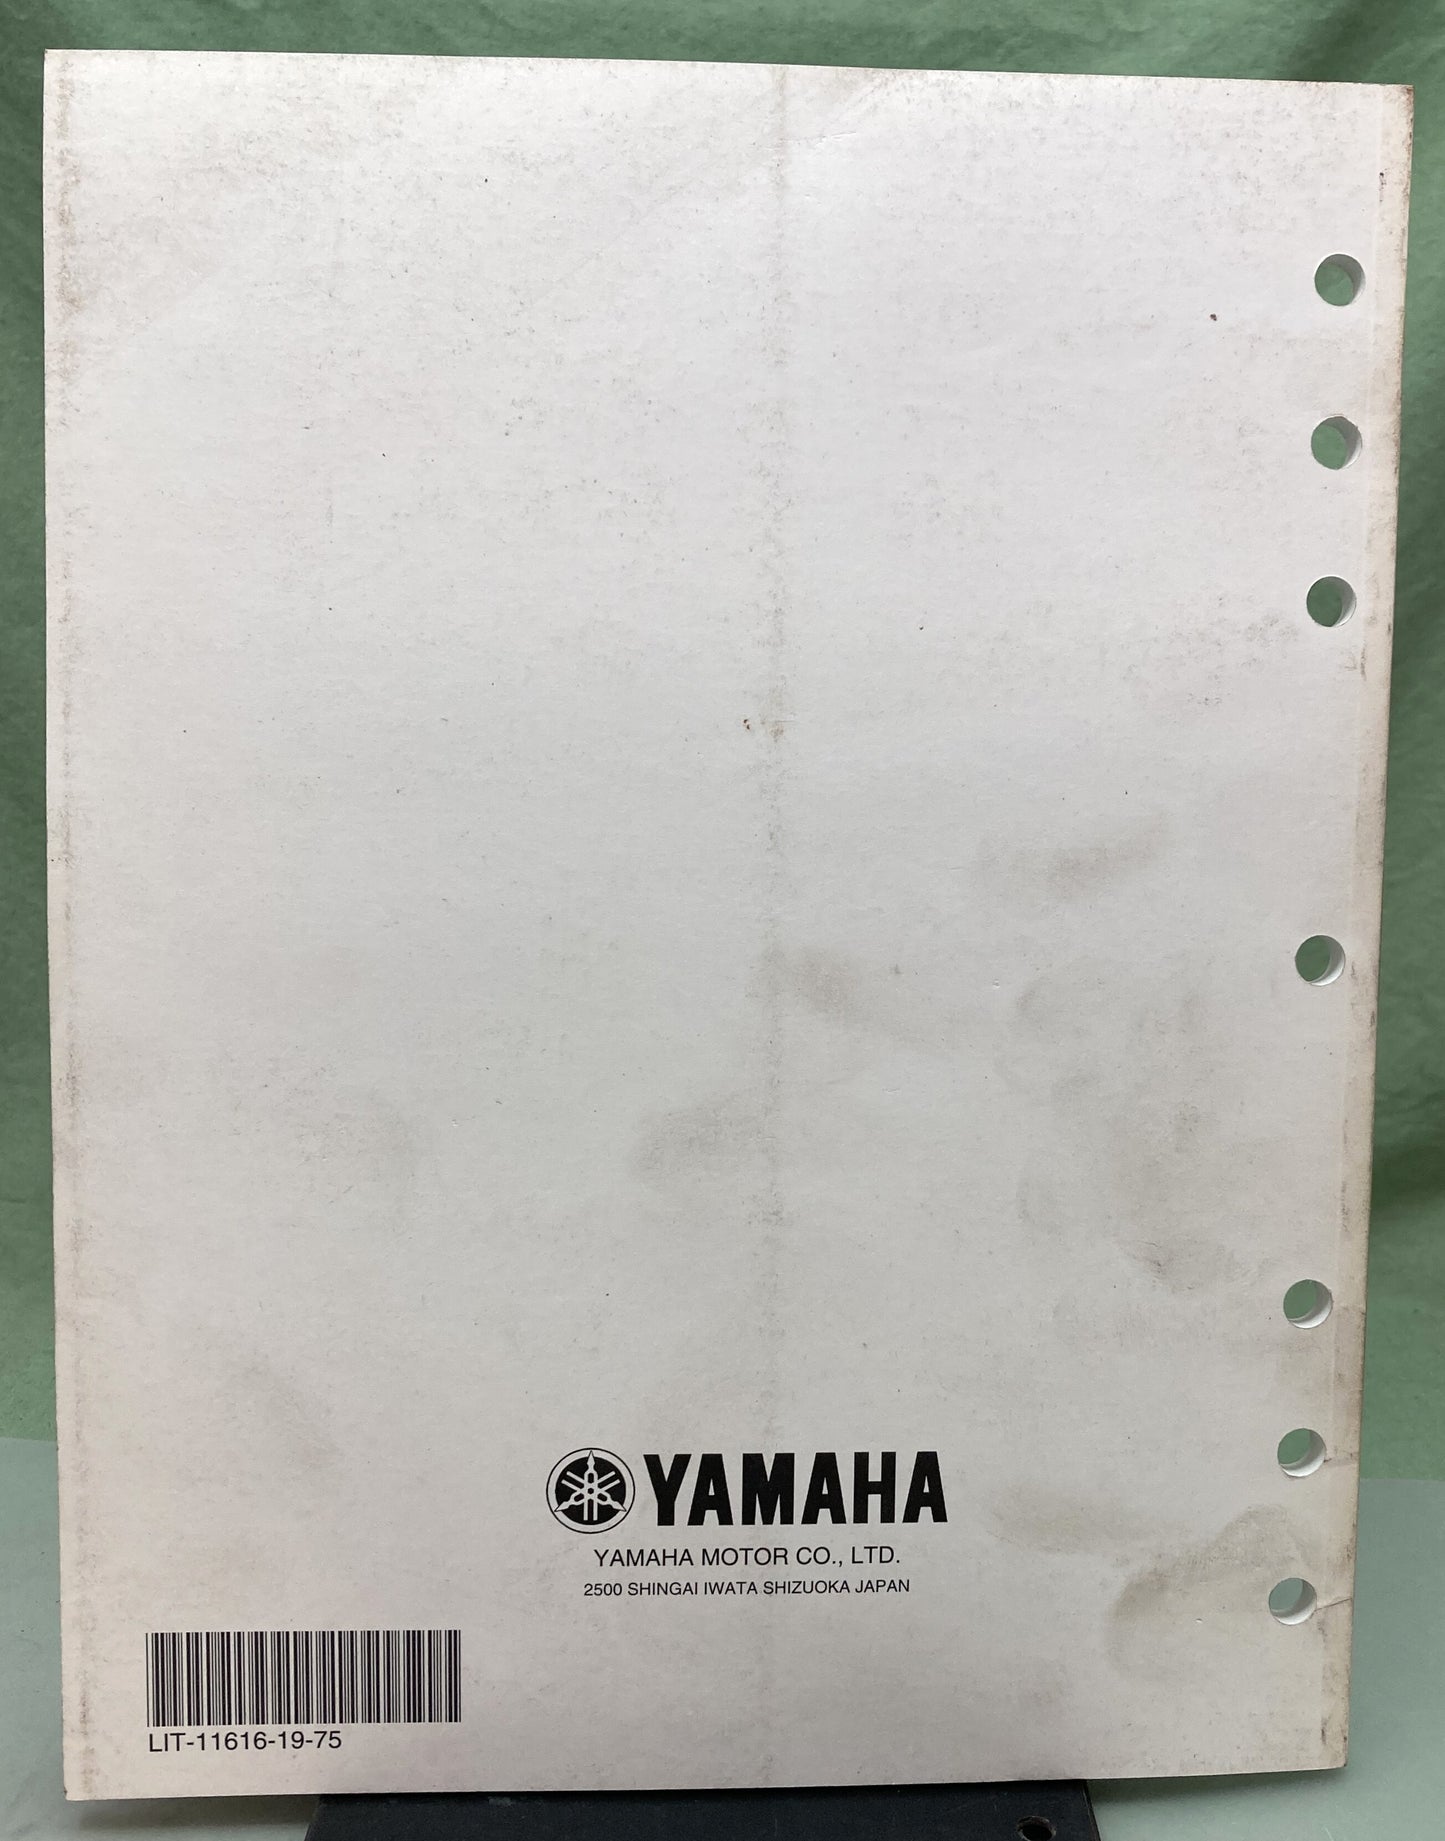 YAMAHA
YAMAHA MOTOR CO., LTD.
2500 SHINGAI IWATA SHIZUOKA JAPAN
LIT-11616-19-75